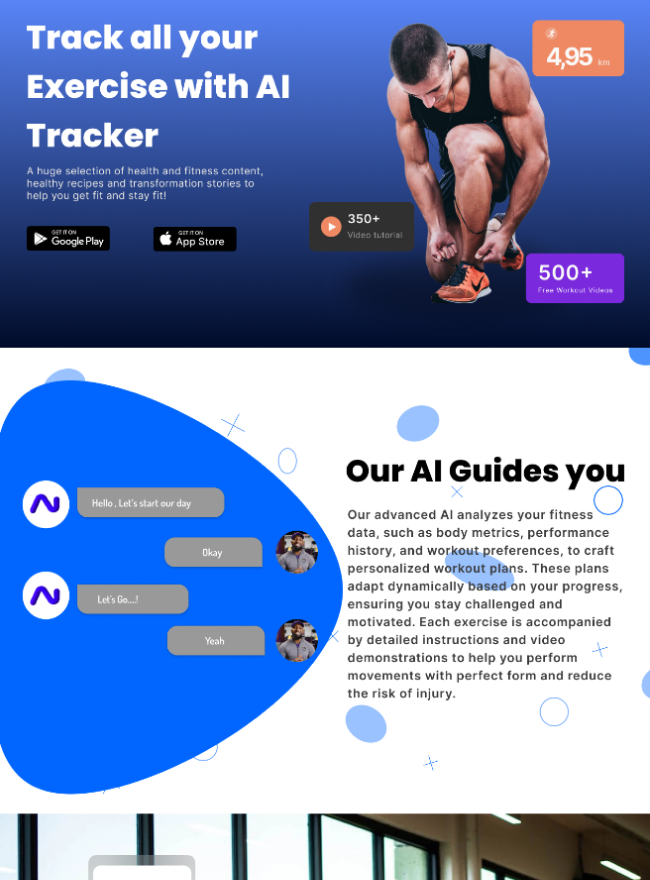 Track all your
Exercise with AI
Tracker
A huge selection of health and fitness content,
healthy recipes and transformation stories to
help you get fit and stay fit!
GET IT ON
Google Play
GET IT ON
App Store
4,95 km
350+
Video tutorial
500+
Free Workout Videos
Hello , Let's start our day
Okay
Let's Go....!
Yeah
Our AI Guides you
Our advanced AI analyzes your fitness
data, such as body metrics, performance
history, and workout preferences, to craft
personalized workout plans. These plans
adapt dynamically based on your progress,
ensuring you stay challenged and
motivated. Each exercise is accompanied
by detailed instructions and video
demonstrations to help you perform
movements with perfect form and reduce
the risk of injury.